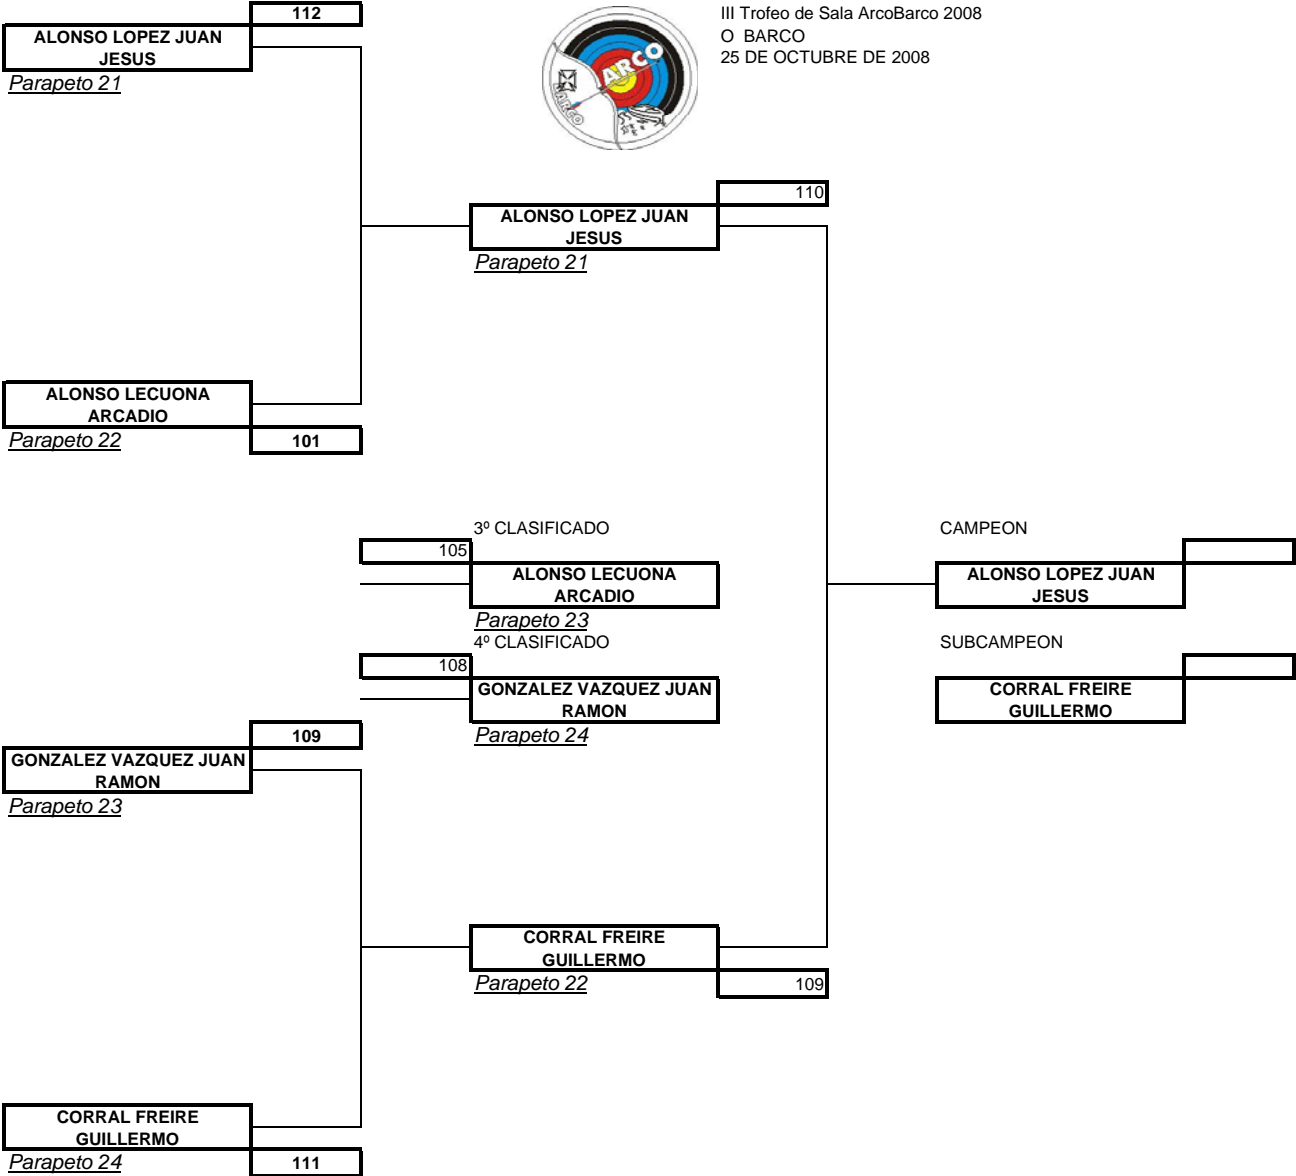 112
III Trofeo de Sala ArcoBarco 2008
O BARCO
25 DE OCTUBRE DE 2008
ARCO
BARCO
ALONSO LOPEZ JUAN
JESUS
Parapeto 21
110
ALONSO LOPEZ JUAN
JESUS
Parapeto 21
ALONSO LECUONA
ARCADIO
Parapeto 22
101
3º CLASIFICADO
105
ALONSO LECUONA
ARCADIO
Parapeto 23
4º CLASIFICADO
108
GONZALEZ VAZQUEZ JUAN
RAMON
Parapeto 24
CAMPEON
ALONSO LOPEZ JUAN
JESUS
SUBCAMPEON
CORRAL FREIRE
GUILLERMO
109
GONZALEZ VAZQUEZ JUAN
RAMON
Parapeto 23
CORRAL FREIRE
GUILLERMO
Parapeto 22
109
CORRAL FREIRE
GUILLERMO
Parapeto 24
111